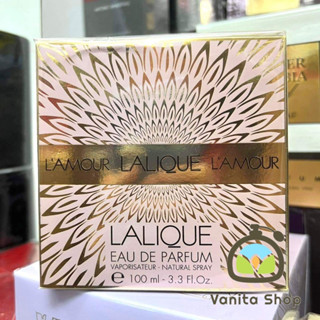 L'AMOUR LALIQUE L'AMOUR
LALIQUE
EAU DE PARFUM
VAPORISATEUR - NATURAL SPRAY
100 ml - 3.3 Fl.Oz.
Vanita Shop